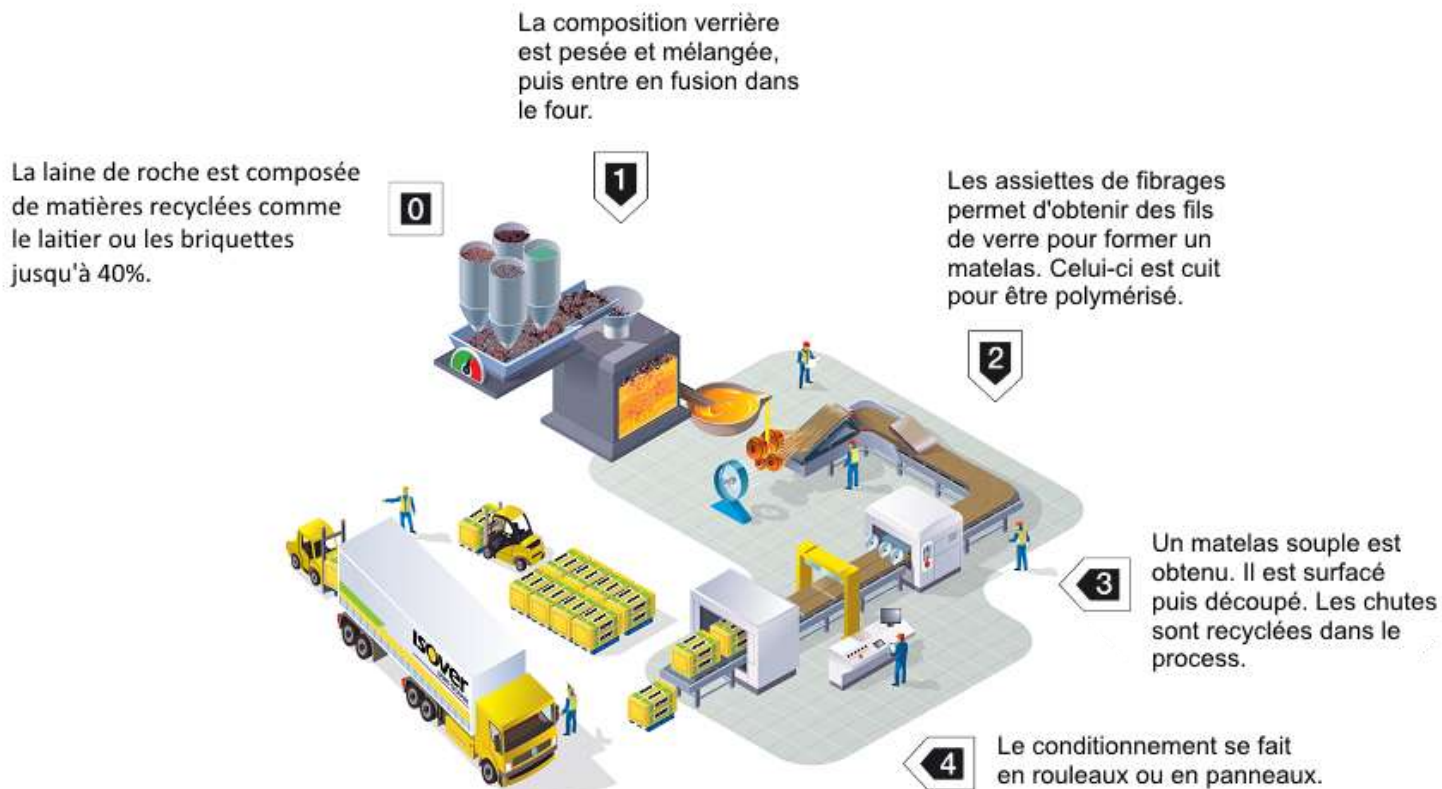 La composition verrière
est pesée et mélangée,
puis entre en fusion dans
le four.
1
La laine de roche est composée
de matières recyclées comme
le laitier ou les briquettes
jusqu'à 40%.
0
Les assiettes de fibrages
permet d'obtenir des fils
de verre pour former un
matelas. Celui-ci est cuit
pour être polymérisé.
2
Un matelas souple est
obtenu. Il est surfacé
puis découpé. Les chutes
sont recyclées dans le
process.
3
isover
Le conditionnement se fait
en rouleaux ou en panneaux.
4